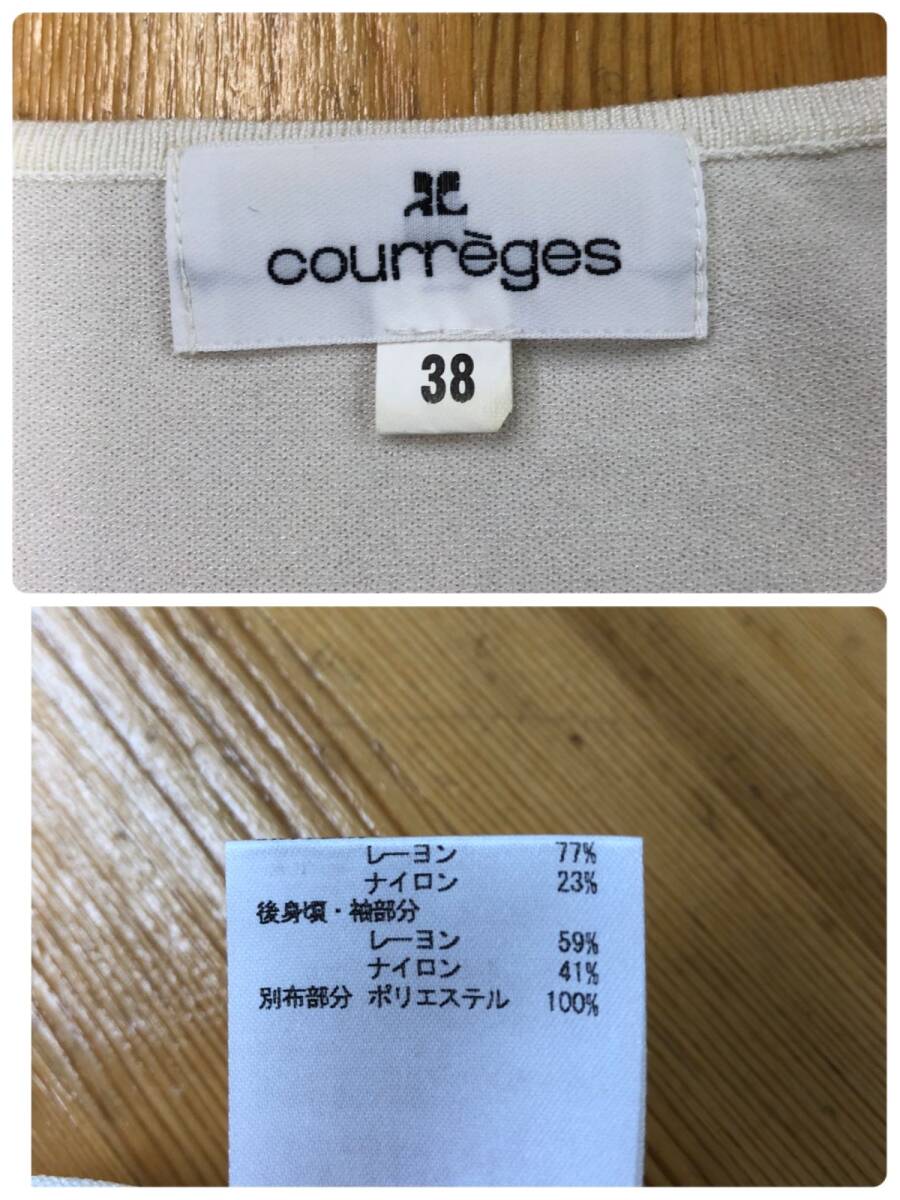 courrèges
38
レーヨン 77%
ナイロン 23%
後身頃・袖部分
レーヨン 59%
ナイロン 41%
別布部分 ポリエステル 100%